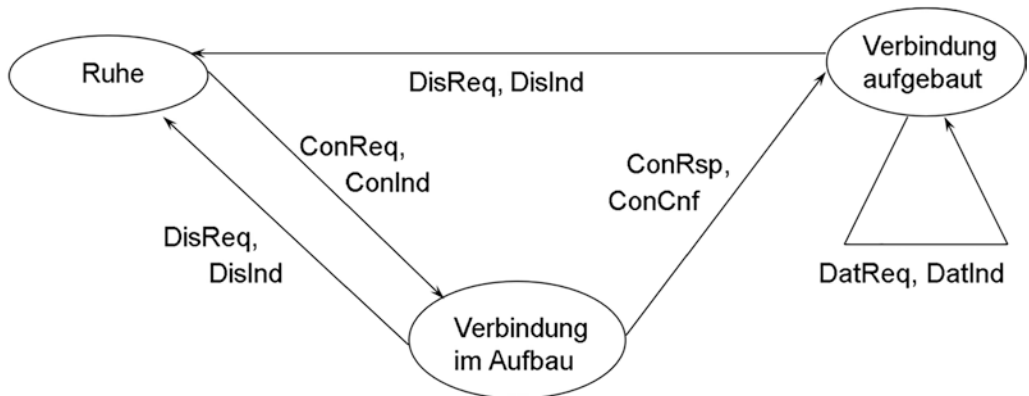 Ruhe
Verbindung
aufgebaut
DisReq, DisInd
ConReq,
ConInd
ConRsp,
ConCnf
DisReq,
DisInd
DatReq, DatInd
Verbindung
im Aufbau